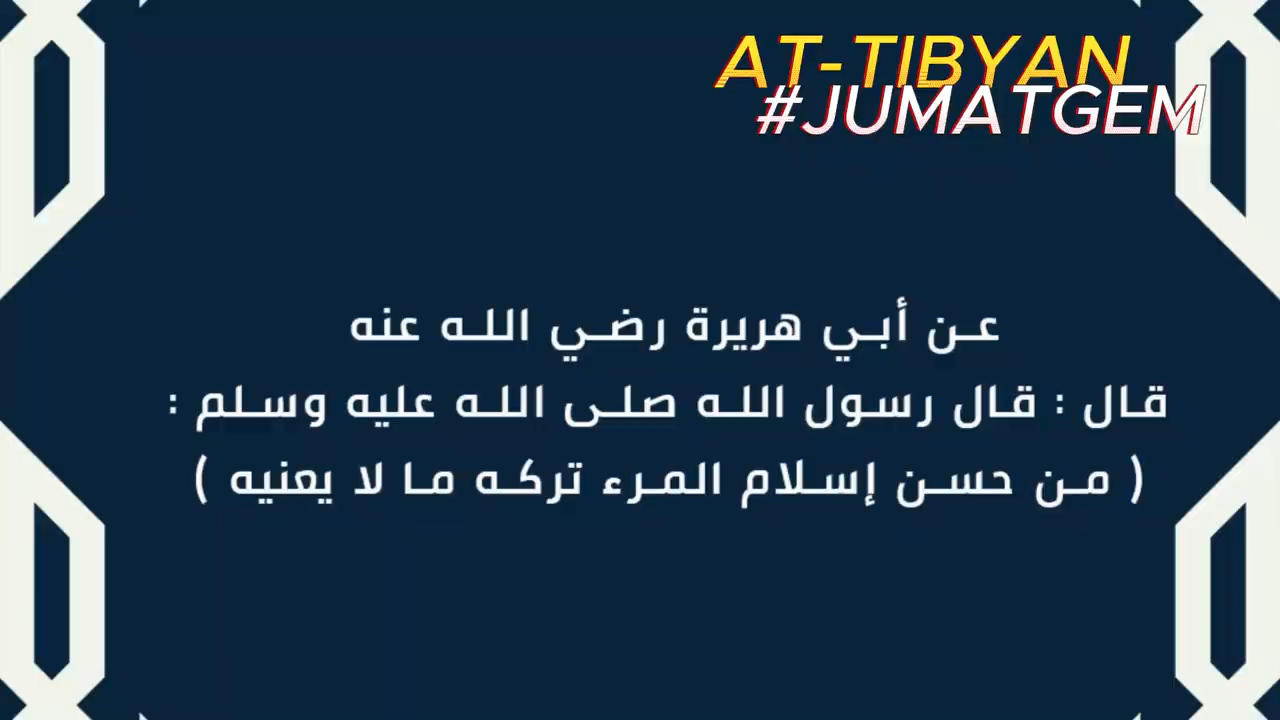 AT-TIBYAN
#JUMATGEM
عن أبي هريرة رضي الله عنه
قال : قال رسول الله صلى الله عليه وسلم :
( من حسن إسلام المرء تركه ما لا يعنيه )